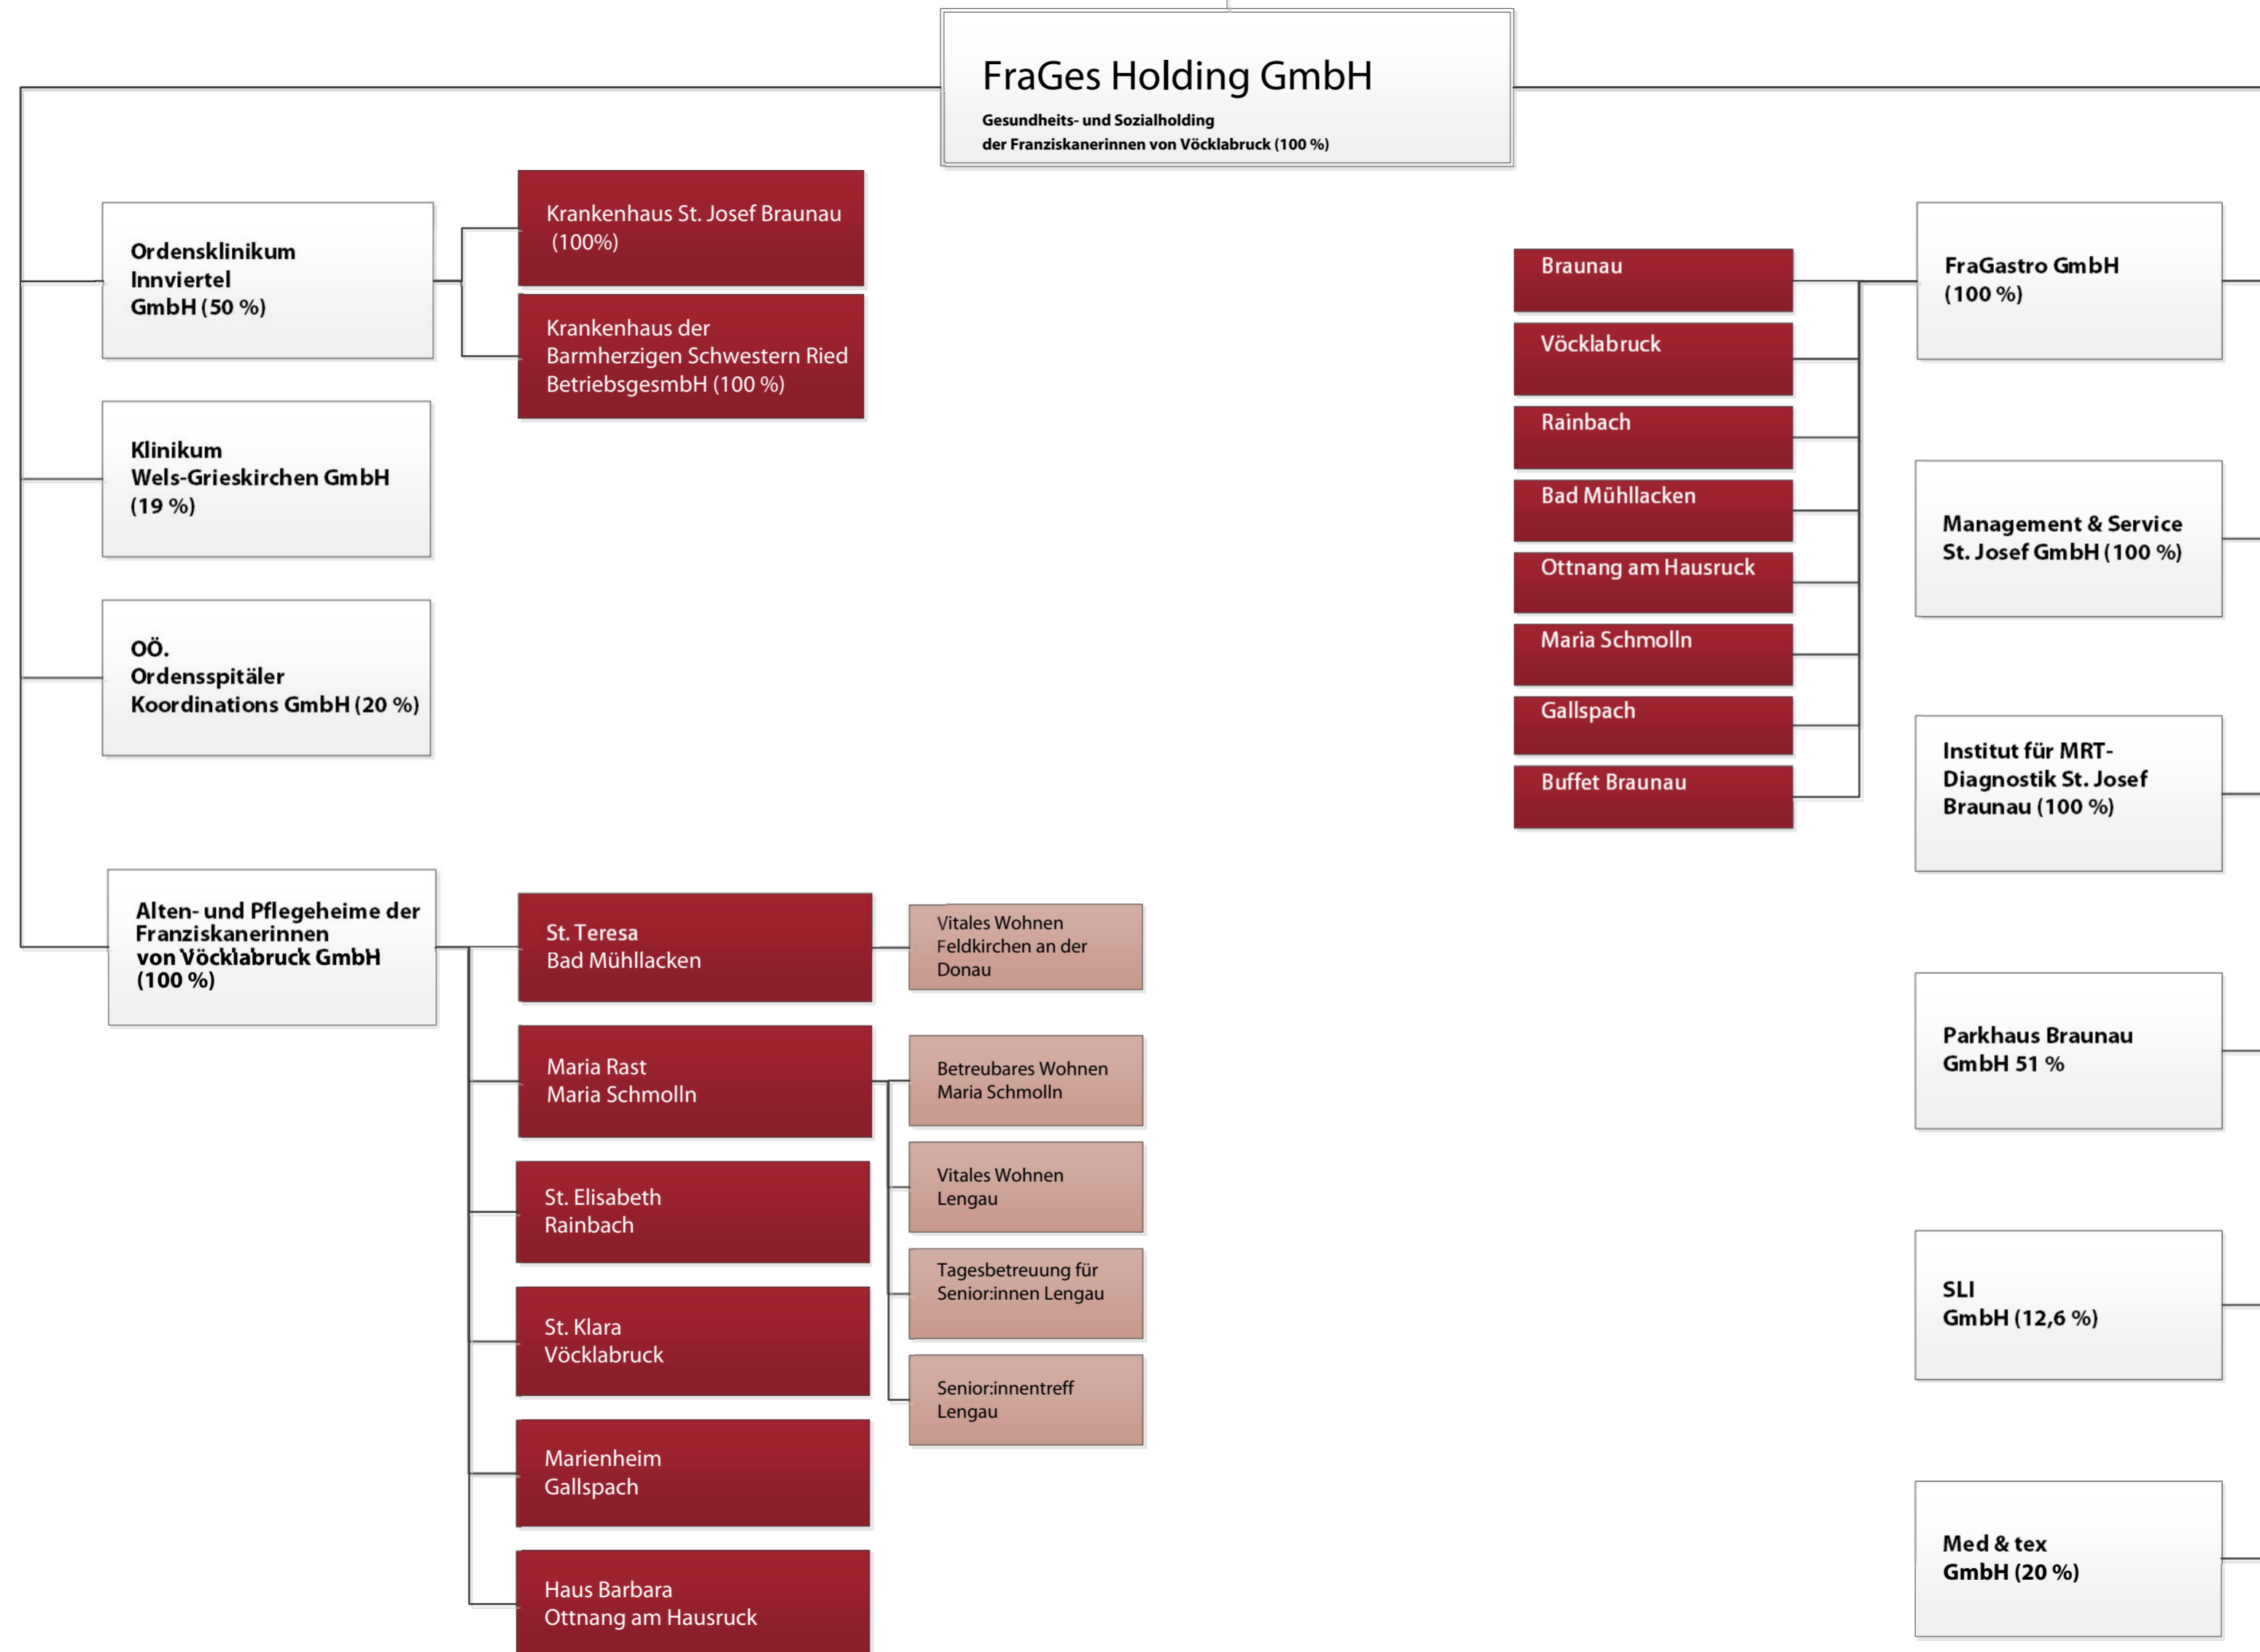 FraGes Holding GmbH
Gesundheits- und Sozialholding
der Franziskanerinnen von Vöcklabruck (100 %)
Ordensklinikum
Innviertel
GmbH (50 %)
Krankenhaus St. Josef Braunau
(100%)
Krankenhaus der
Barmherzigen Schwestern Ried
BetriebsgesmbH (100 %)
Klinikum
Wels-Grieskirchen GmbH
(19 %)
OÖ.
Ordensspitäler
Koordinations GmbH (20 %)
Alten- und Pflegeheime der
Franziskanerinnen
von Vöcklabruck GmbH
(100 %)
St. Teresa
Bad Mühllacken
Vitales Wohnen
Feldkirchen an der
Donau
Maria Rast
Maria Schmolln
Betreubares Wohnen
Maria Schmolln
Vitales Wohnen
Lengau
Tagesbetreuung für
Senior:innen Lengau
Senior:innentreff
Lengau
St. Elisabeth
Rainbach
St. Klara
Vöcklabruck
Marienheim
Gallspach
Haus Barbara
Ottnang am Hausruck
Braunau
Vöcklabruck
Rainbach
Bad Mühllacken
Ottnang am Hausruck
Maria Schmolln
Gallspach
Buffet Braunau
FraGastro GmbH
(100 %)
Management & Service
St. Josef GmbH (100 %)
Institut für MRT-
Diagnostik St. Josef
Braunau (100 %)
Parkhaus Braunau
GmbH 51 %
SLI
GmbH (12,6 %)
Med & tex
GmbH (20 %)